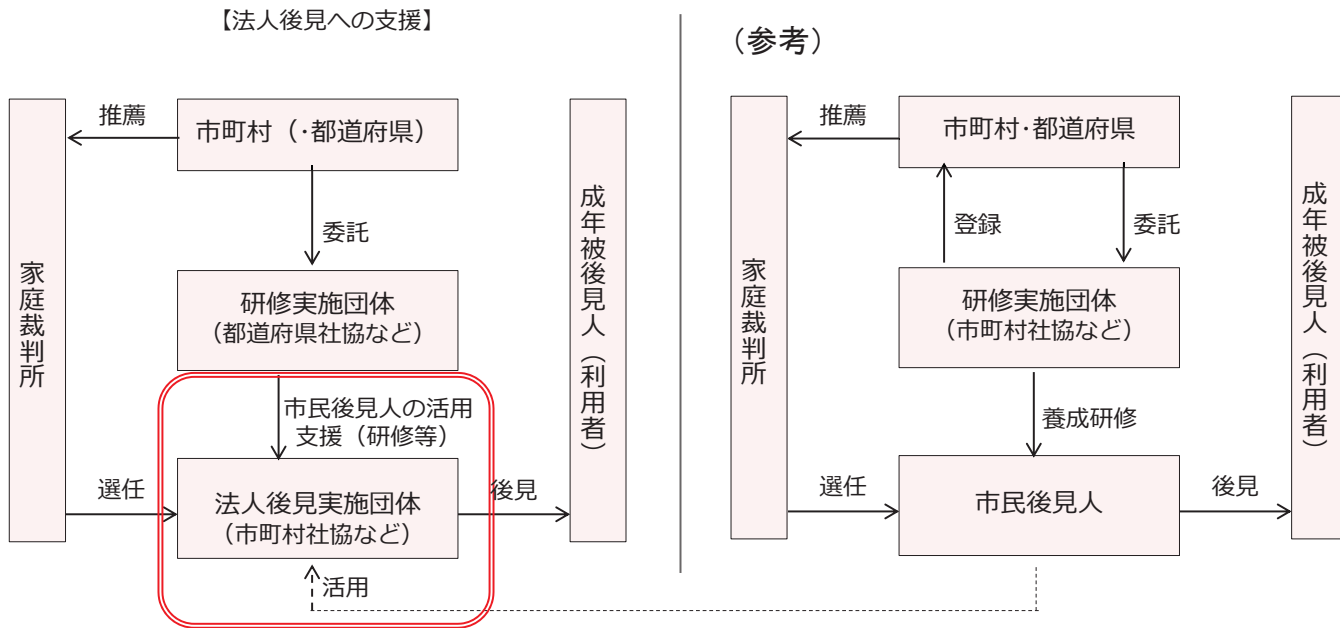 【法人後見への支援】
家庭裁判所
推薦
市町村（・都道府県）
委託
研修実施団体
（都道府県社協など）
市民後見人の活用
支援（研修等）
選任
法人後見実施団体
（市町村社協など）
後見
活用
成年被後見人（利用者）
（参考）
家庭裁判所
推薦
市町村・都道府県
登録
委託
研修実施団体
（市町村社協など）
養成研修
選任
市民後見人
後見
成年被後見人（利用者）